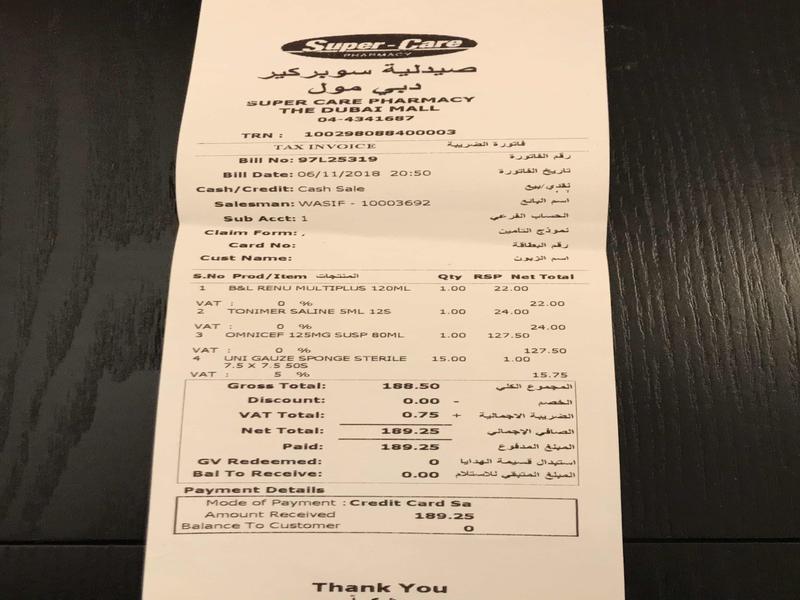 Super-Care
PHARMACY
صيدلية سوبركير
دبي مول
SUPER CARE PHARMACY
THE DUBAI MALL
04-4341687
TRN : 100298088400003
TAX INVOICE فاتورة الضريبة
Bill No: 97L25319 رقم الفاتورة
Bill Date: 06/11/2018 20:50 تاريخ الفاتورة
Cash/Credit: Cash Sale نقدي/بيع
Salesman: WASIF - 10003692 اسم البائع
Sub Acct: 1 الحساب الفرعي
Claim Form: , نموذج التامين
Card No: رقم البطاقة
Cust Name: اسم الزبون
S.No Prod/Item المنتجات Qty RSP Net Total
1 B&L RENU MULTIPLUS 120ML 1.00 22.00
VAT : 0 % 22.00
2 TONIMER SALINE 5ML 12S 1.00 24.00
VAT : 0 % 24.00
3 OMNICEF 125MG SUSP 80ML 1.00 127.50
VAT : 0 % 127.50
4 UNI GAUZE SPONGE STERILE 15.00 1.00
7.5 X 7.5 50S
VAT : 5 % 15.75
Gross Total: 188.50 المجموع الكلي
Discount: 0.00 - الخصم
VAT Total: 0.75 + الضريبة الاجمالية
Net Total: 189.25 الصافي الاجمالي
Paid: 189.25 المبلغ المدفوع
GV Redeemed: 0 استبدال قسيمة الهدايا
Bal To Receive: 0.00 المبلغ المتبقي للاستلام
Payment Details
Mode of Payment : Credit Card Sa
Amount Received 189.25
Balance To Customer 0
Thank You